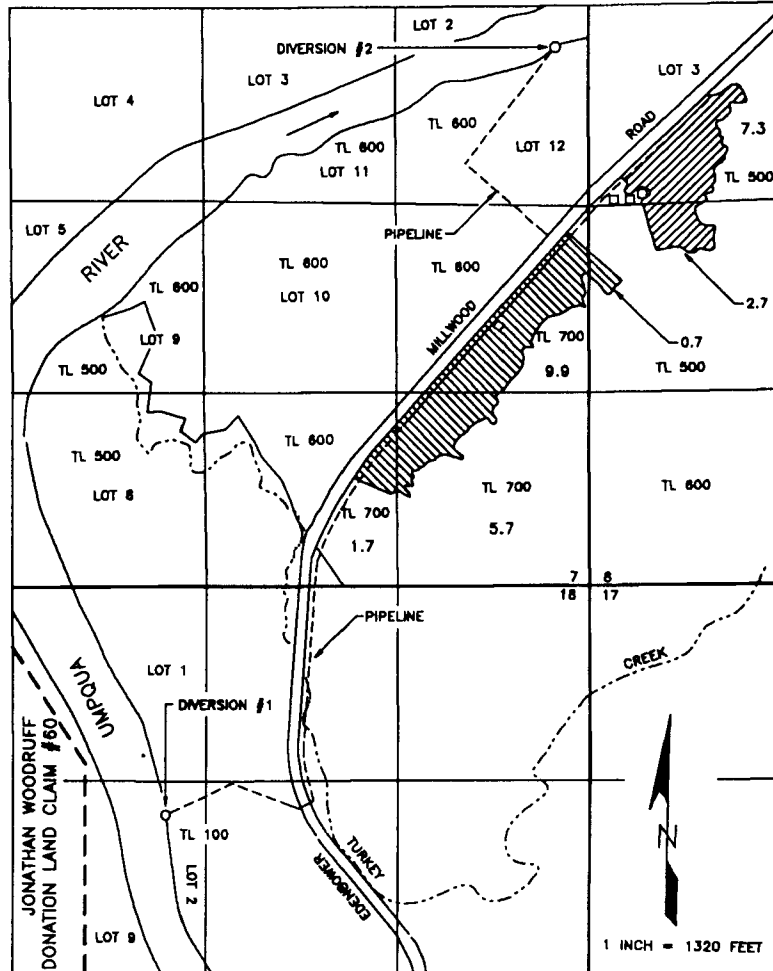 LOT 2
DIVERSION #2
LOT 3
LOT 3
LOT 4
TL 600
TL 600
LOT 11
LOT 12
ROAD
7.3
TL 500
LOT 5
RIVER
PIPELINE
TL 600
LOT 10
TL 600
TL 600
LOT 9
TL 500
MILLWOOD
2.7
0.7
TL 700
9.9
TL 500
TL 600
TL 500
LOT 8
TL 700
1.7
TL 700
5.7
TL 600
7 8
18 17
PIPELINE
CREEK
LOT 1
UMPQUA
DIVERSION #1
JONATHAN WOODRUFF
DONATION LAND CLAIM #60
TL 100
LOT 2
LOT 9
TURKEY
EDENBOWER
N
1 INCH = 1320 FEET